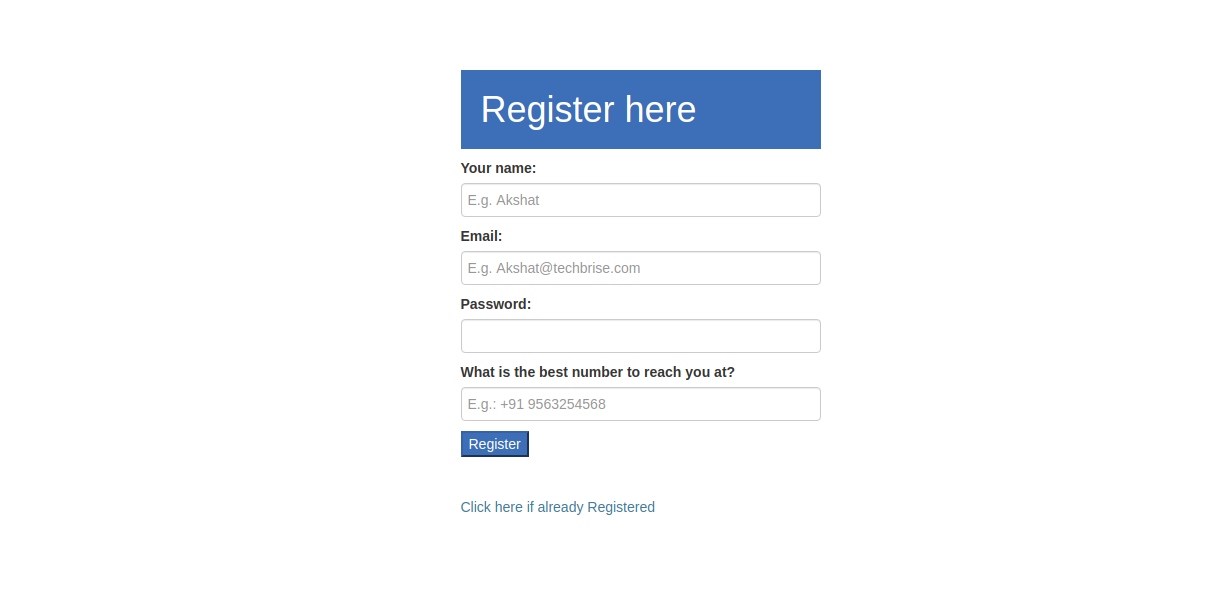 Register here
Your name:
E.g. Akshat
Email:
E.g. Akshat@techbrise.com
Password:
What is the best number to reach you at?
E.g.: +91 9563254568
Register
Click here if already Registered